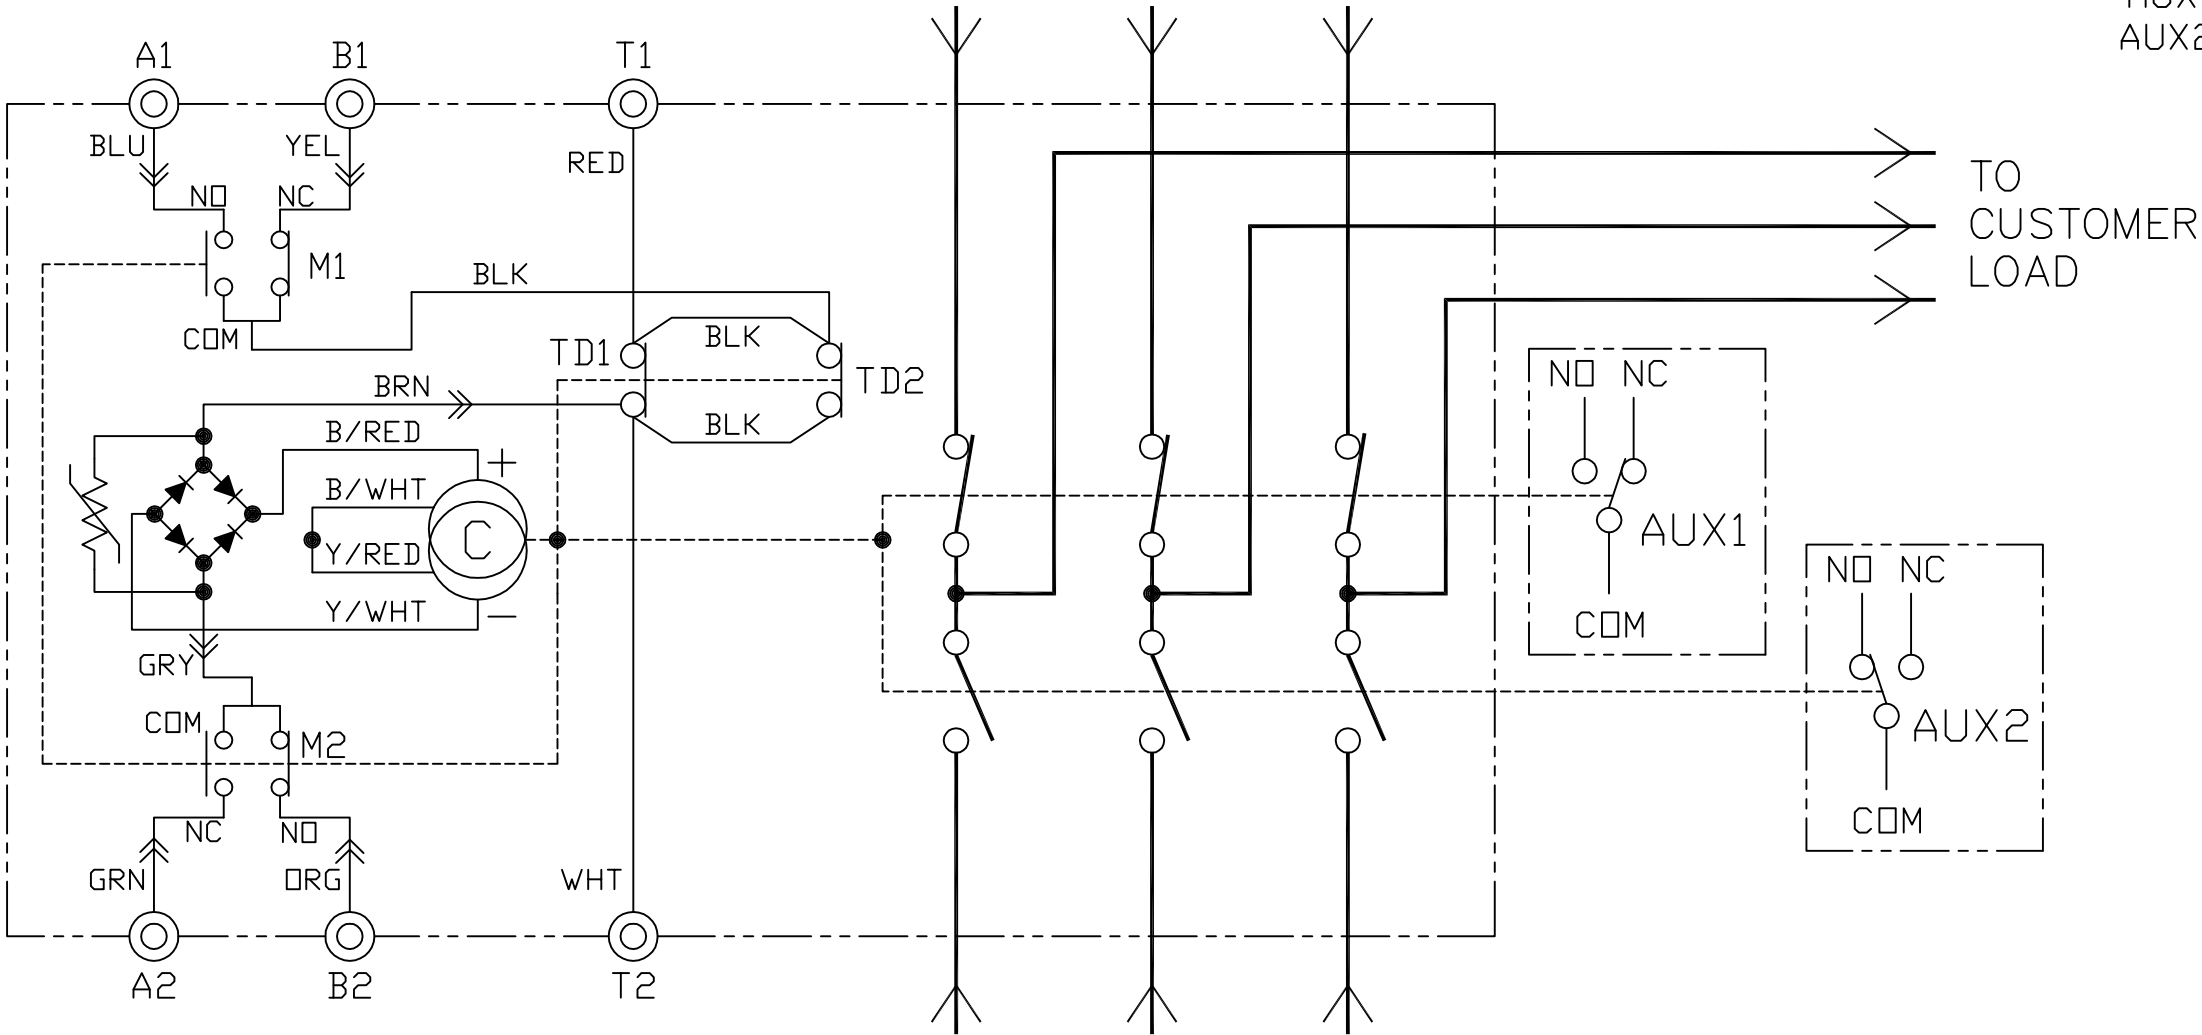 AUX2
A1
B1
T1
BLU
YEL
RED
NO
NC
M1
COM
BLK
TO
CUSTOMER
LOAD
TD1
BLK
TD2
BRN
BLK
B/RED
+
B/WHT
C
Y/RED
Y/WHT
–
GRY
COM
M2
NC
NO
GRN
ORG
WHT
A2
B2
T2
NO NC
AUX1
COM
NO NC
AUX2
COM